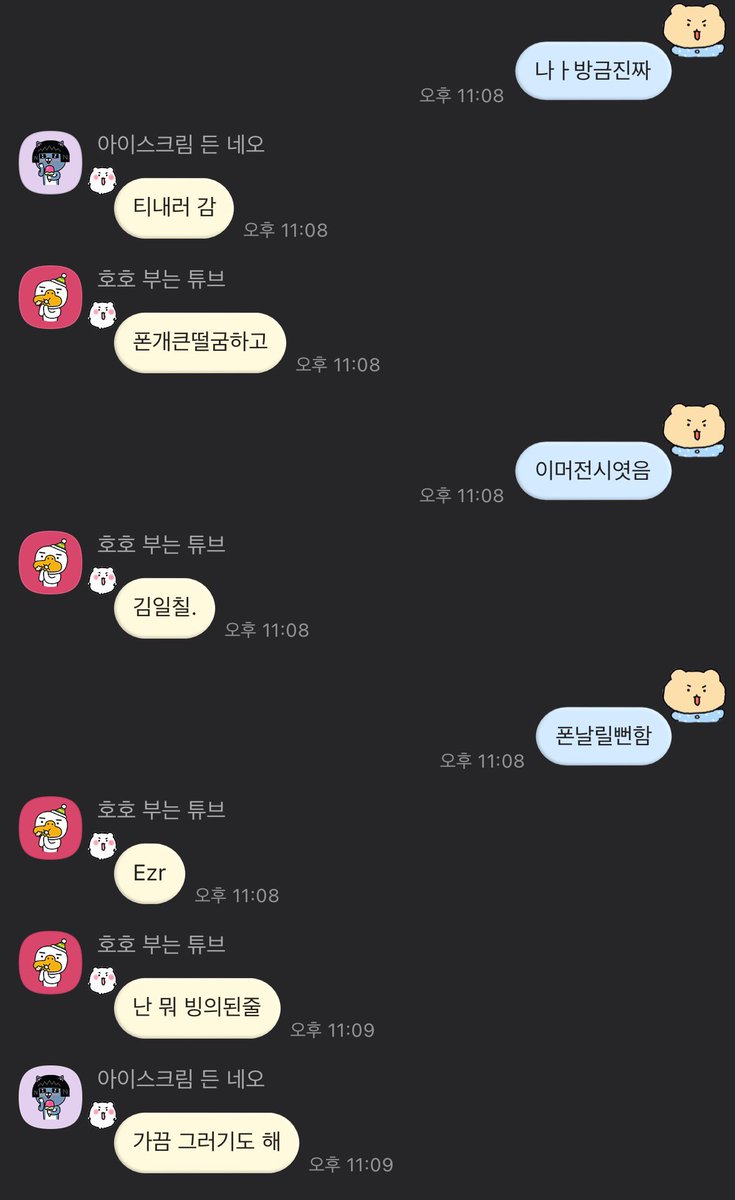 나ㅏ방금진짜
오후 11:08
아이스크림 든 네오
티내러 감
오후 11:08
호호 부는 튜브
폰개큰떨굼하고
오후 11:08
이머전시엿음
오후 11:08
호호 부는 튜브
김일칠.
오후 11:08
폰날릴뻔함
오후 11:08
호호 부는 튜브
Ezr
오후 11:08
호호 부는 튜브
난 뭐 빙의된줄
오후 11:09
아이스크림 든 네오
가끔 그러기도 해
오후 11:09